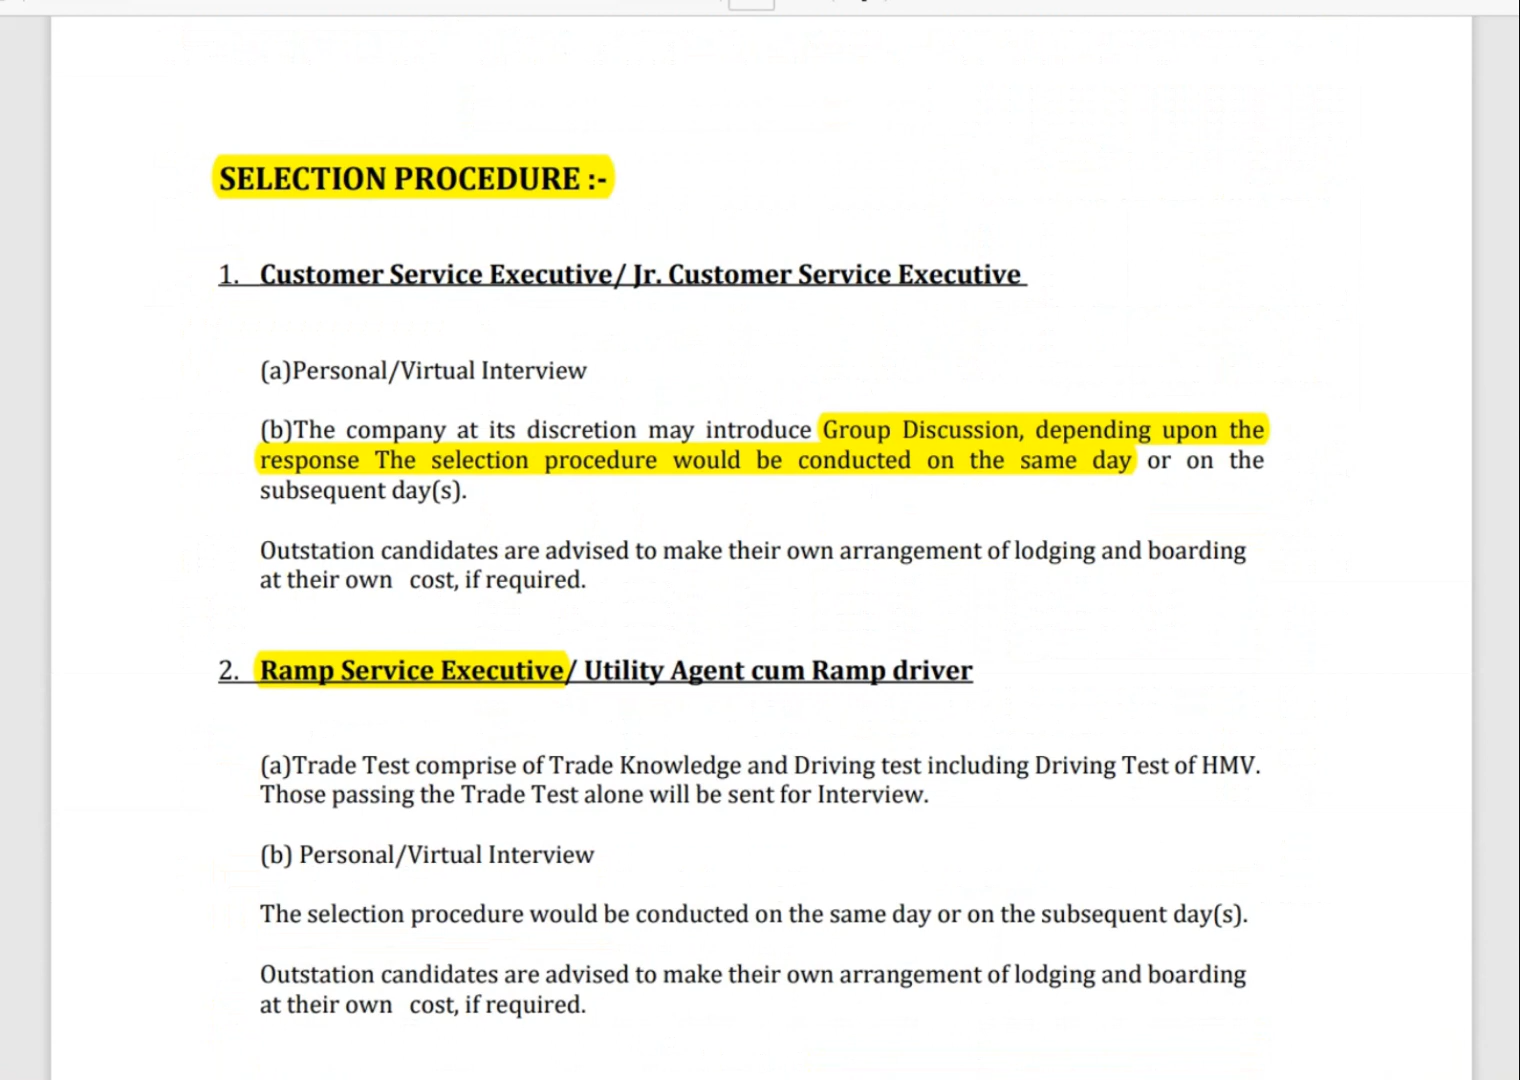 SELECTION PROCEDURE :-
1. Customer Service Executive/ Jr. Customer Service Executive
(a)Personal/Virtual Interview
(b)The company at its discretion may introduce Group Discussion, depending upon the
response The selection procedure would be conducted on the same day or on the
subsequent day(s).
Outstation candidates are advised to make their own arrangement of lodging and boarding
at their own cost, if required.
2. Ramp Service Executive/ Utility Agent cum Ramp driver
(a)Trade Test comprise of Trade Knowledge and Driving test including Driving Test of HMV.
Those passing the Trade Test alone will be sent for Interview.
(b) Personal/Virtual Interview
The selection procedure would be conducted on the same day or on the subsequent day(s).
Outstation candidates are advised to make their own arrangement of lodging and boarding
at their own cost, if required.